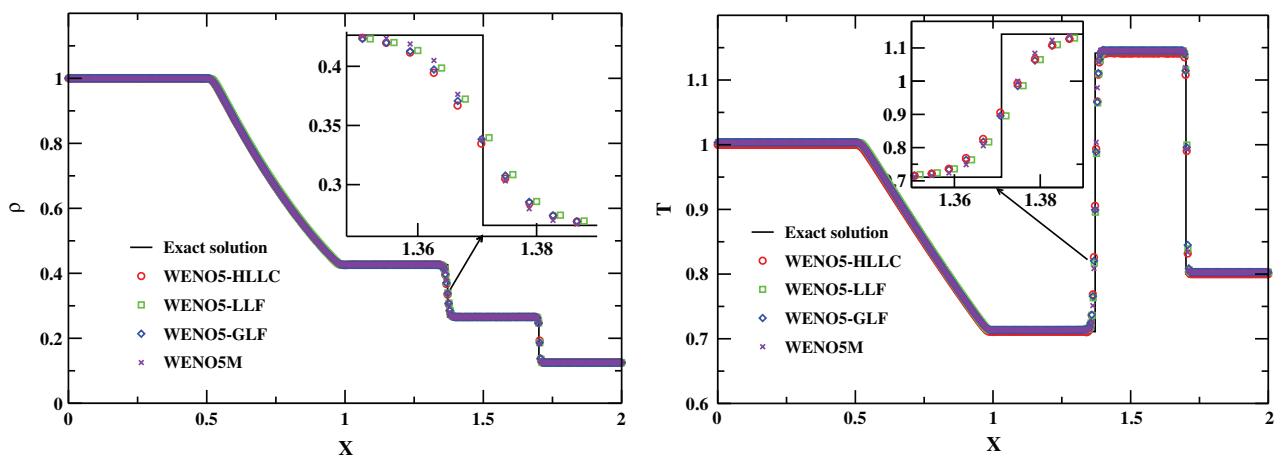 ρ
1
0.8
0.6
0.4
0.2
0
0
0.5
1
1.5
2
X
0.4
0.35
0.3
1.36
1.38
Exact solution
WENO5-HLLC
WENO5-LLF
WENO5-GLF
WENO5M
T
1.2
1.1
1
0.9
0.8
0.7
0.6
0
0.5
1
1.5
2
X
1.1
1
0.9
0.8
0.7
1.36
1.38
Exact solution
WENO5-HLLC
WENO5-LLF
WENO5-GLF
WENO5M